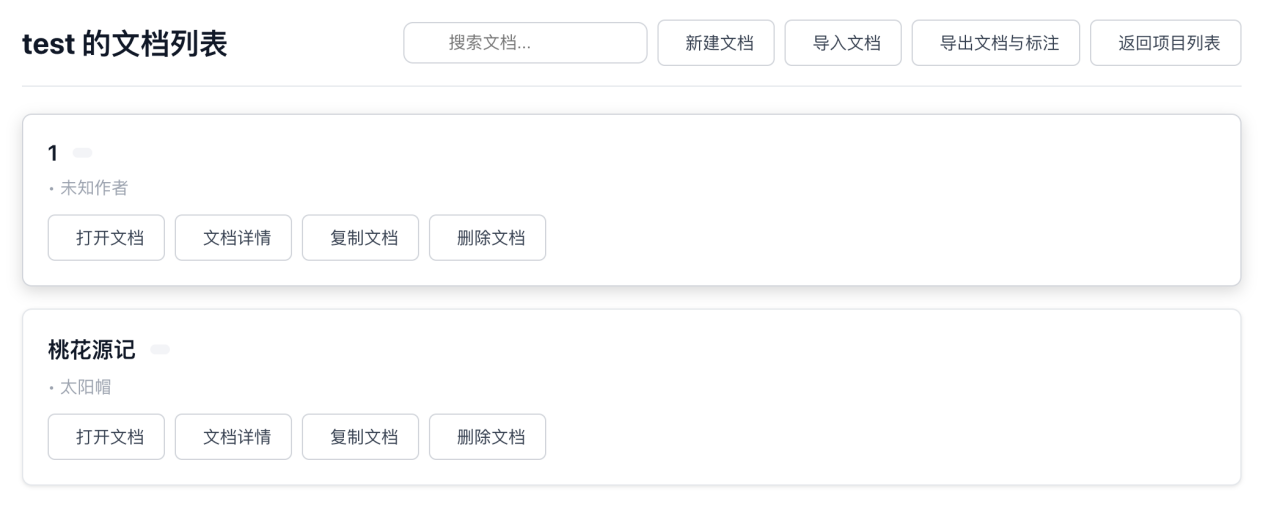 test 的文档列表
搜索文档... 新建文档 导入文档 导出文档与标注 返回项目列表
1
• 未知作者
打开文档 文档详情 复制文档 删除文档
桃花源记
• 太阳帽
打开文档 文档详情 复制文档 删除文档